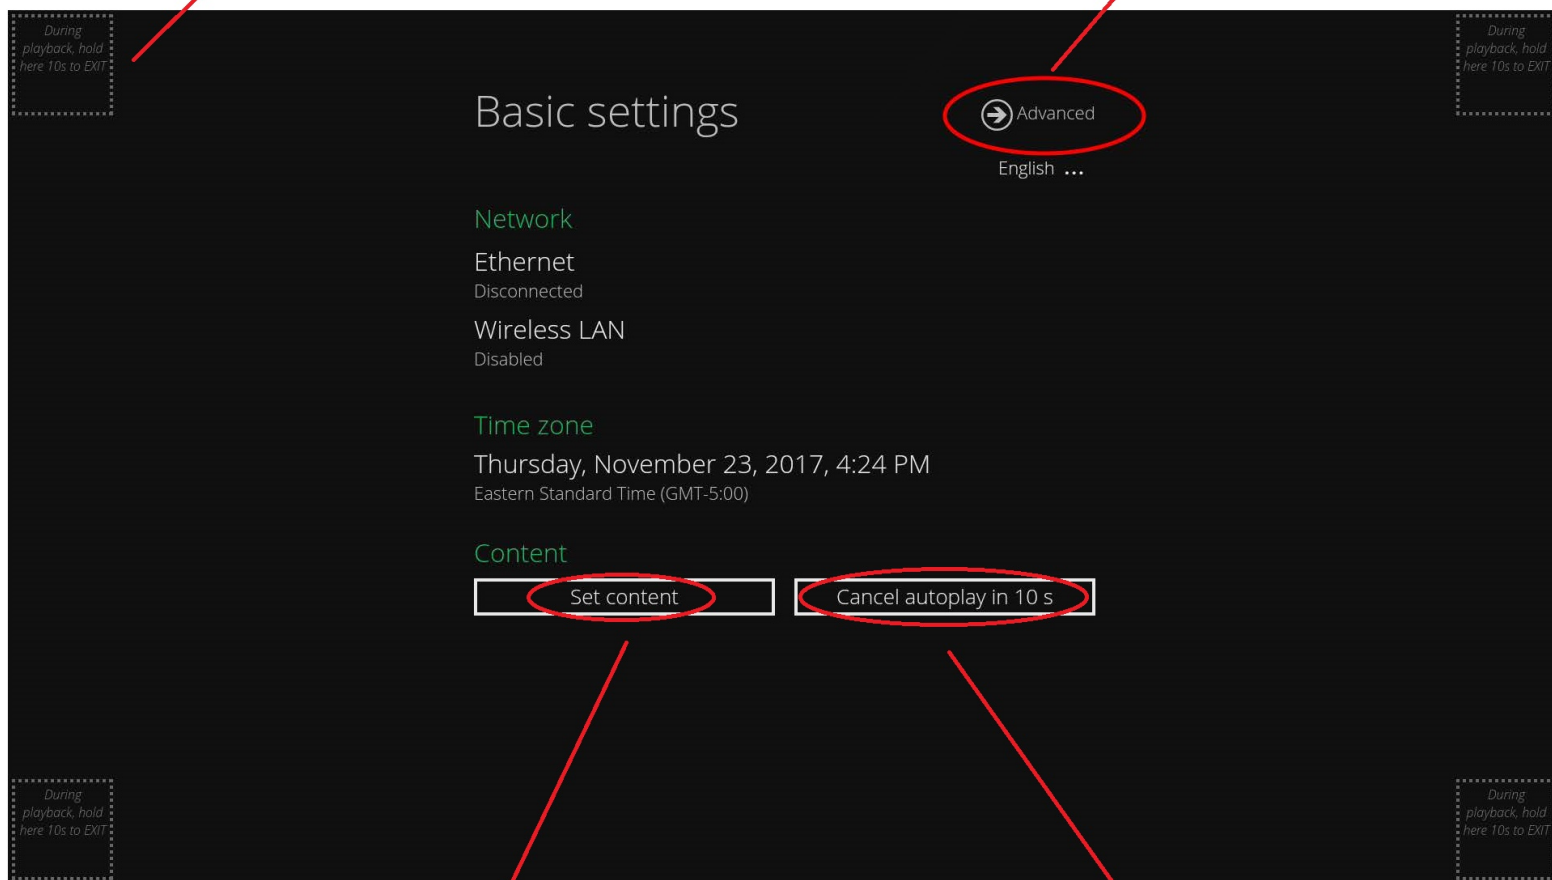 During
playback, hold
here 10s to EXIT
During
playback, hold
here 10s to EXIT
Basic settings
Advanced
English ...
Network
Ethernet
Disconnected
Wireless LAN
Disabled
Time zone
Thursday, November 23, 2017, 4:24 PM
Eastern Standard Time (GMT-5:00)
Content
Set content
Cancel autoplay in 10 s
During
playback, hold
here 10s to EXIT
During
playback, hold
here 10s to EXIT